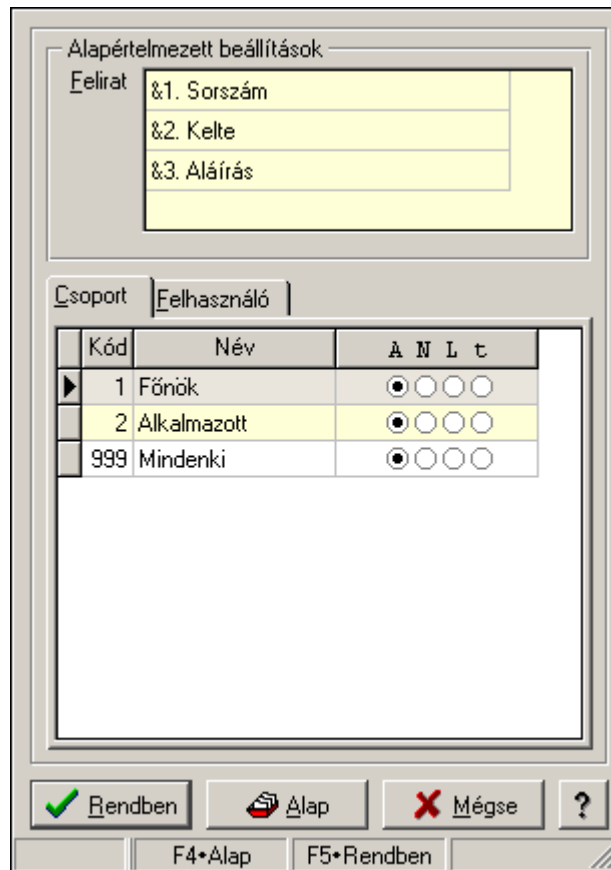 Alapértelmezett beállítások
Felirat
&1. Sorszám
&2. Kelte
&3. Aláírás
Csoport Felhasználó
Kód Név A N L t
1 Főnök
2 Alkalmazott
999 Mindenki
Rendben Alap Mégse ?
F4•Alap F5•Rendben